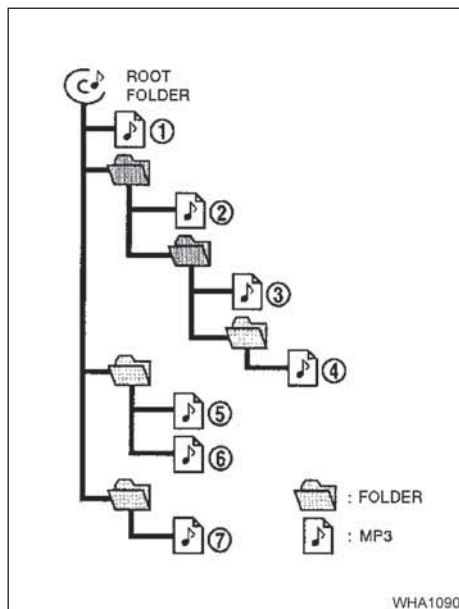 ROOT
FOLDER
①
②
③
④
⑤
⑥
⑦
: FOLDER
: MP3
WHA1090